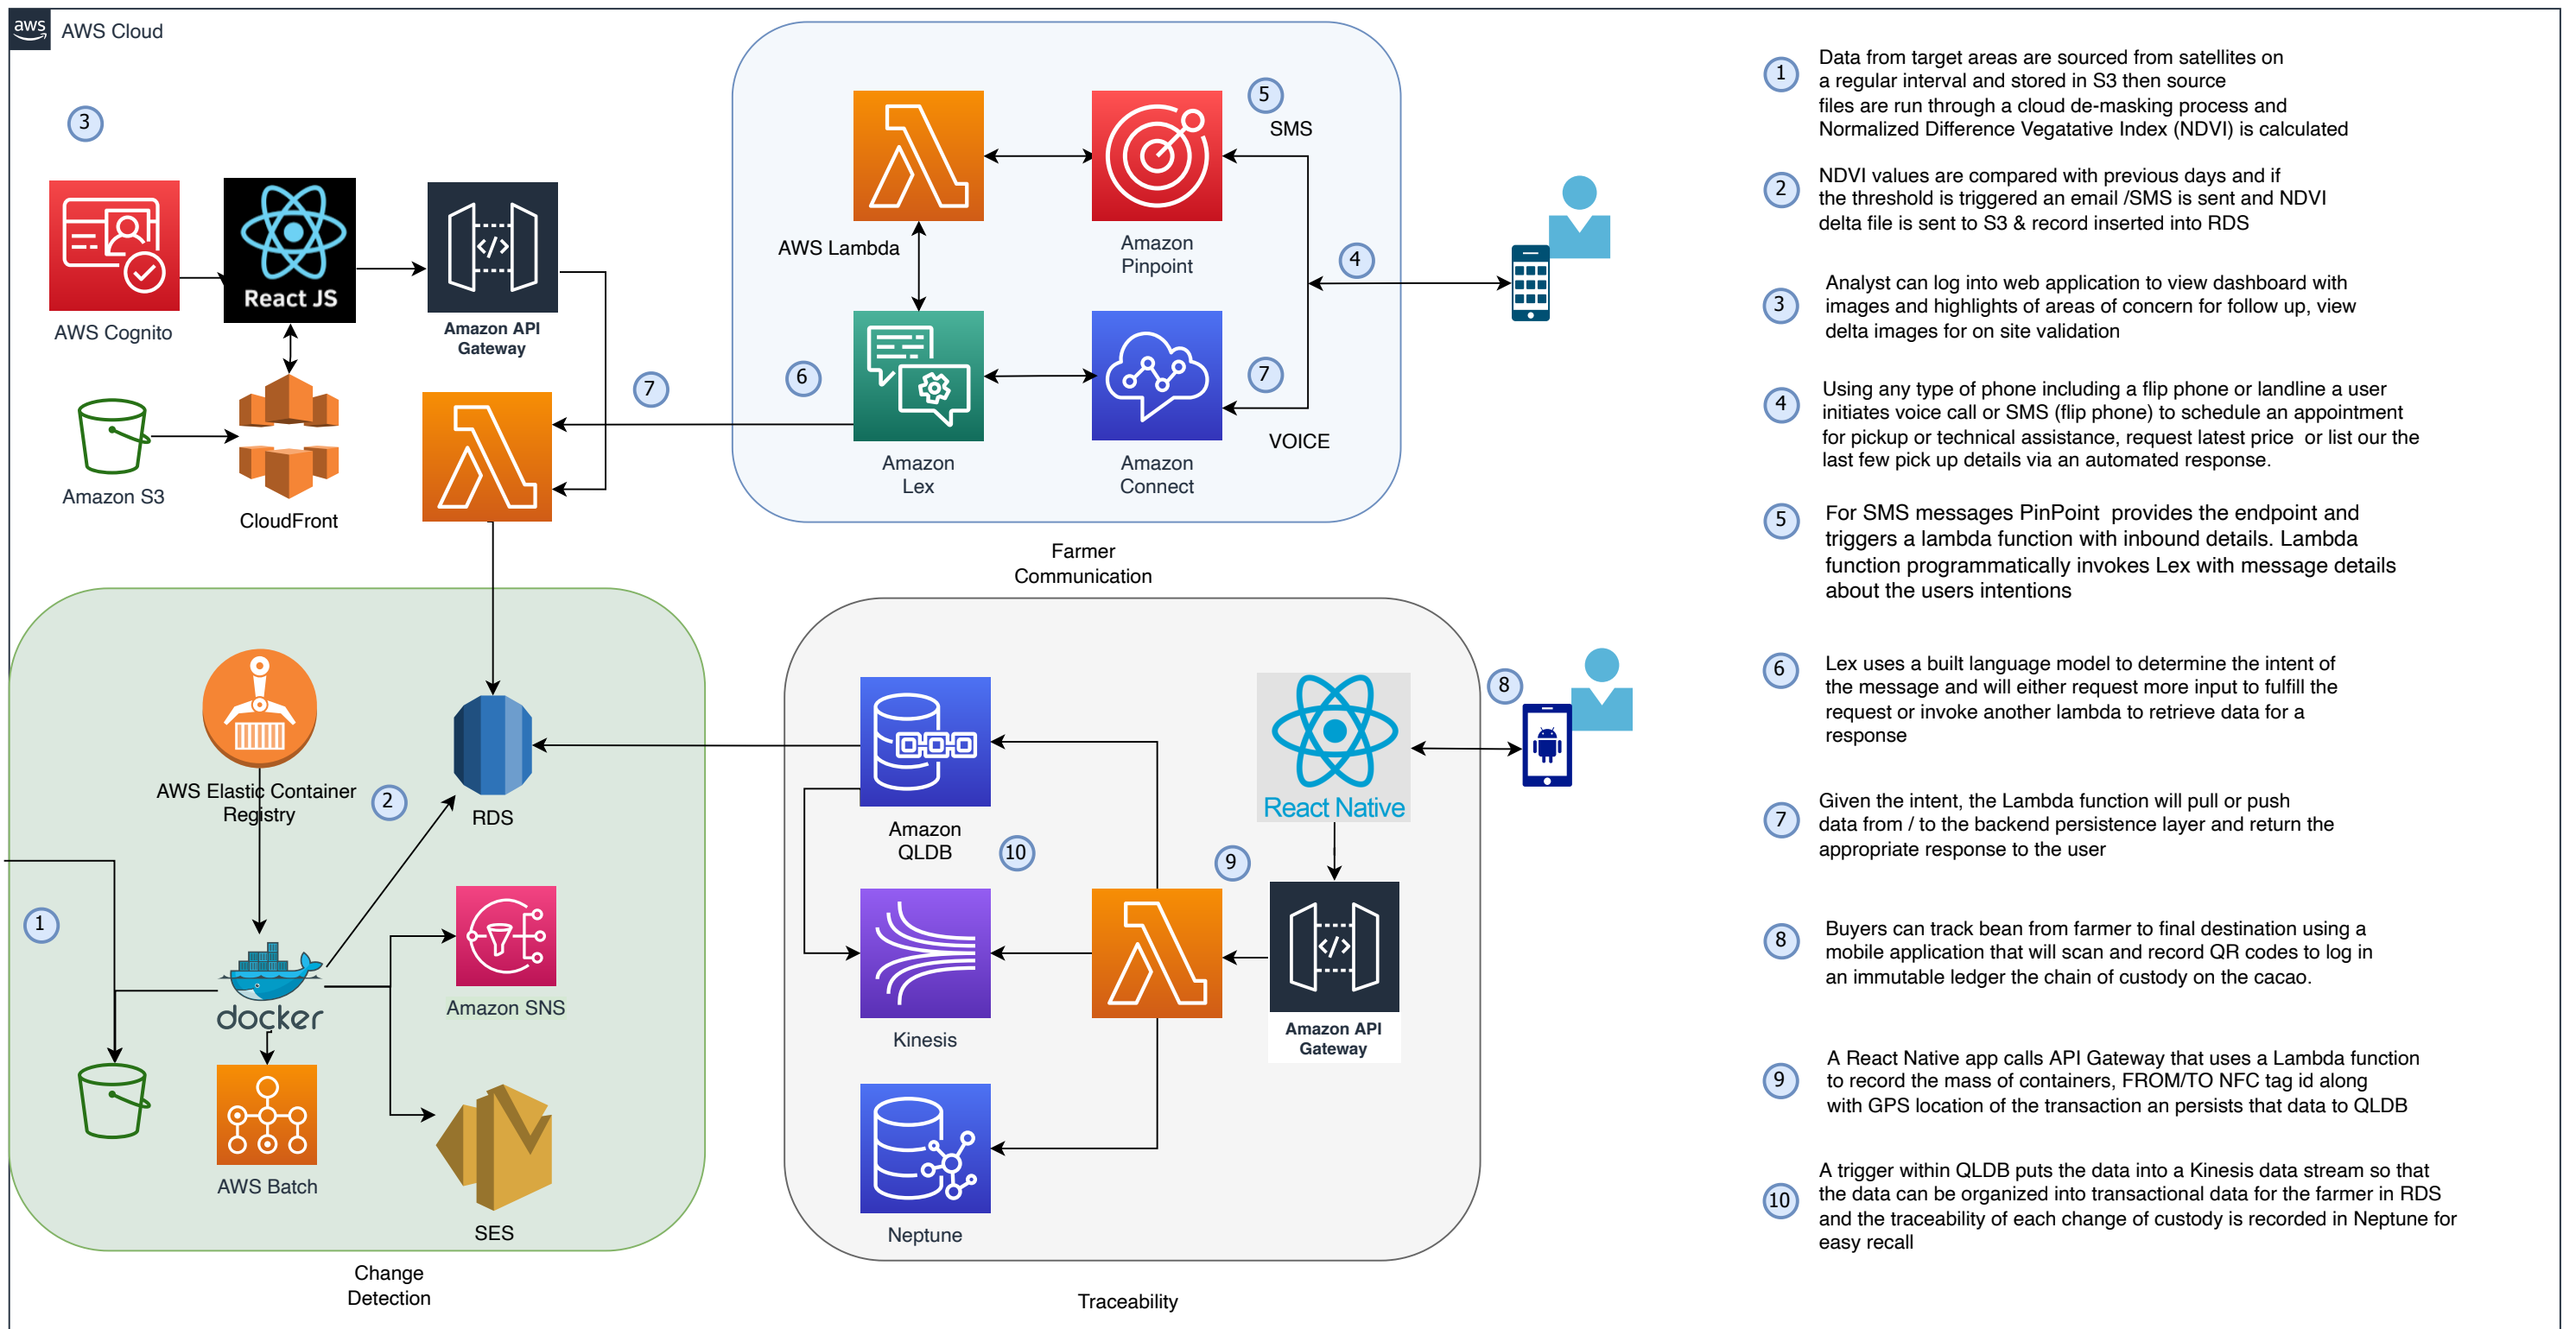 aws
AWS Cloud
3
AWS Cognito
React JS
Amazon API
Gateway
Amazon S3
CloudFront
7
AWS Lambda
5
SMS
Amazon
Pinpoint
4
6
7
VOICE
Amazon
Lex
Amazon
Connect
Farmer
Communication
AWS Elastic Container
Registry
2
RDS
1
docker
Amazon SNS
AWS Batch
SES
Change
Detection
Amazon
QLDB
10
9
8
React Native
Kinesis
Amazon API
Gateway
Neptune
Traceability
1
Data from target areas are sourced from satellites on
a regular interval and stored in S3 then source
files are run through a cloud de-masking process and
Normalized Difference Vegatative Index (NDVI) is calculated
2
NDVI values are compared with previous days and if
the threshold is triggered an email /SMS is sent and NDVI
delta file is sent to S3 & record inserted into RDS
3
Analyst can log into web application to view dashboard with
images and highlights of areas of concern for follow up, view
delta images for on site validation
4
Using any type of phone including a flip phone or landline a user
initiates voice call or SMS (flip phone) to schedule an appointment
for pickup or technical assistance, request latest price or list our the
last few pick up details via an automated response.
5
For SMS messages PinPoint provides the endpoint and
triggers a lambda function with inbound details. Lambda
function programmatically invokes Lex with message details
about the users intentions
6
Lex uses a built language model to determine the intent of
the message and will either request more input to fulfill the
request or invoke another lambda to retrieve data for a
response
7
Given the intent, the Lambda function will pull or push
data from / to the backend persistence layer and return the
appropriate response to the user
8
Buyers can track bean from farmer to final destination using a
mobile application that will scan and record QR codes to log in
an immutable ledger the chain of custody on the cacao.
9
A React Native app calls API Gateway that uses a Lambda function
to record the mass of containers, FROM/TO NFC tag id along
with GPS location of the transaction an persists that data to QLDB
10
A trigger within QLDB puts the data into a Kinesis data stream so that
the data can be organized into transactional data for the farmer in RDS
and the traceability of each change of custody is recorded in Neptune for
easy recall